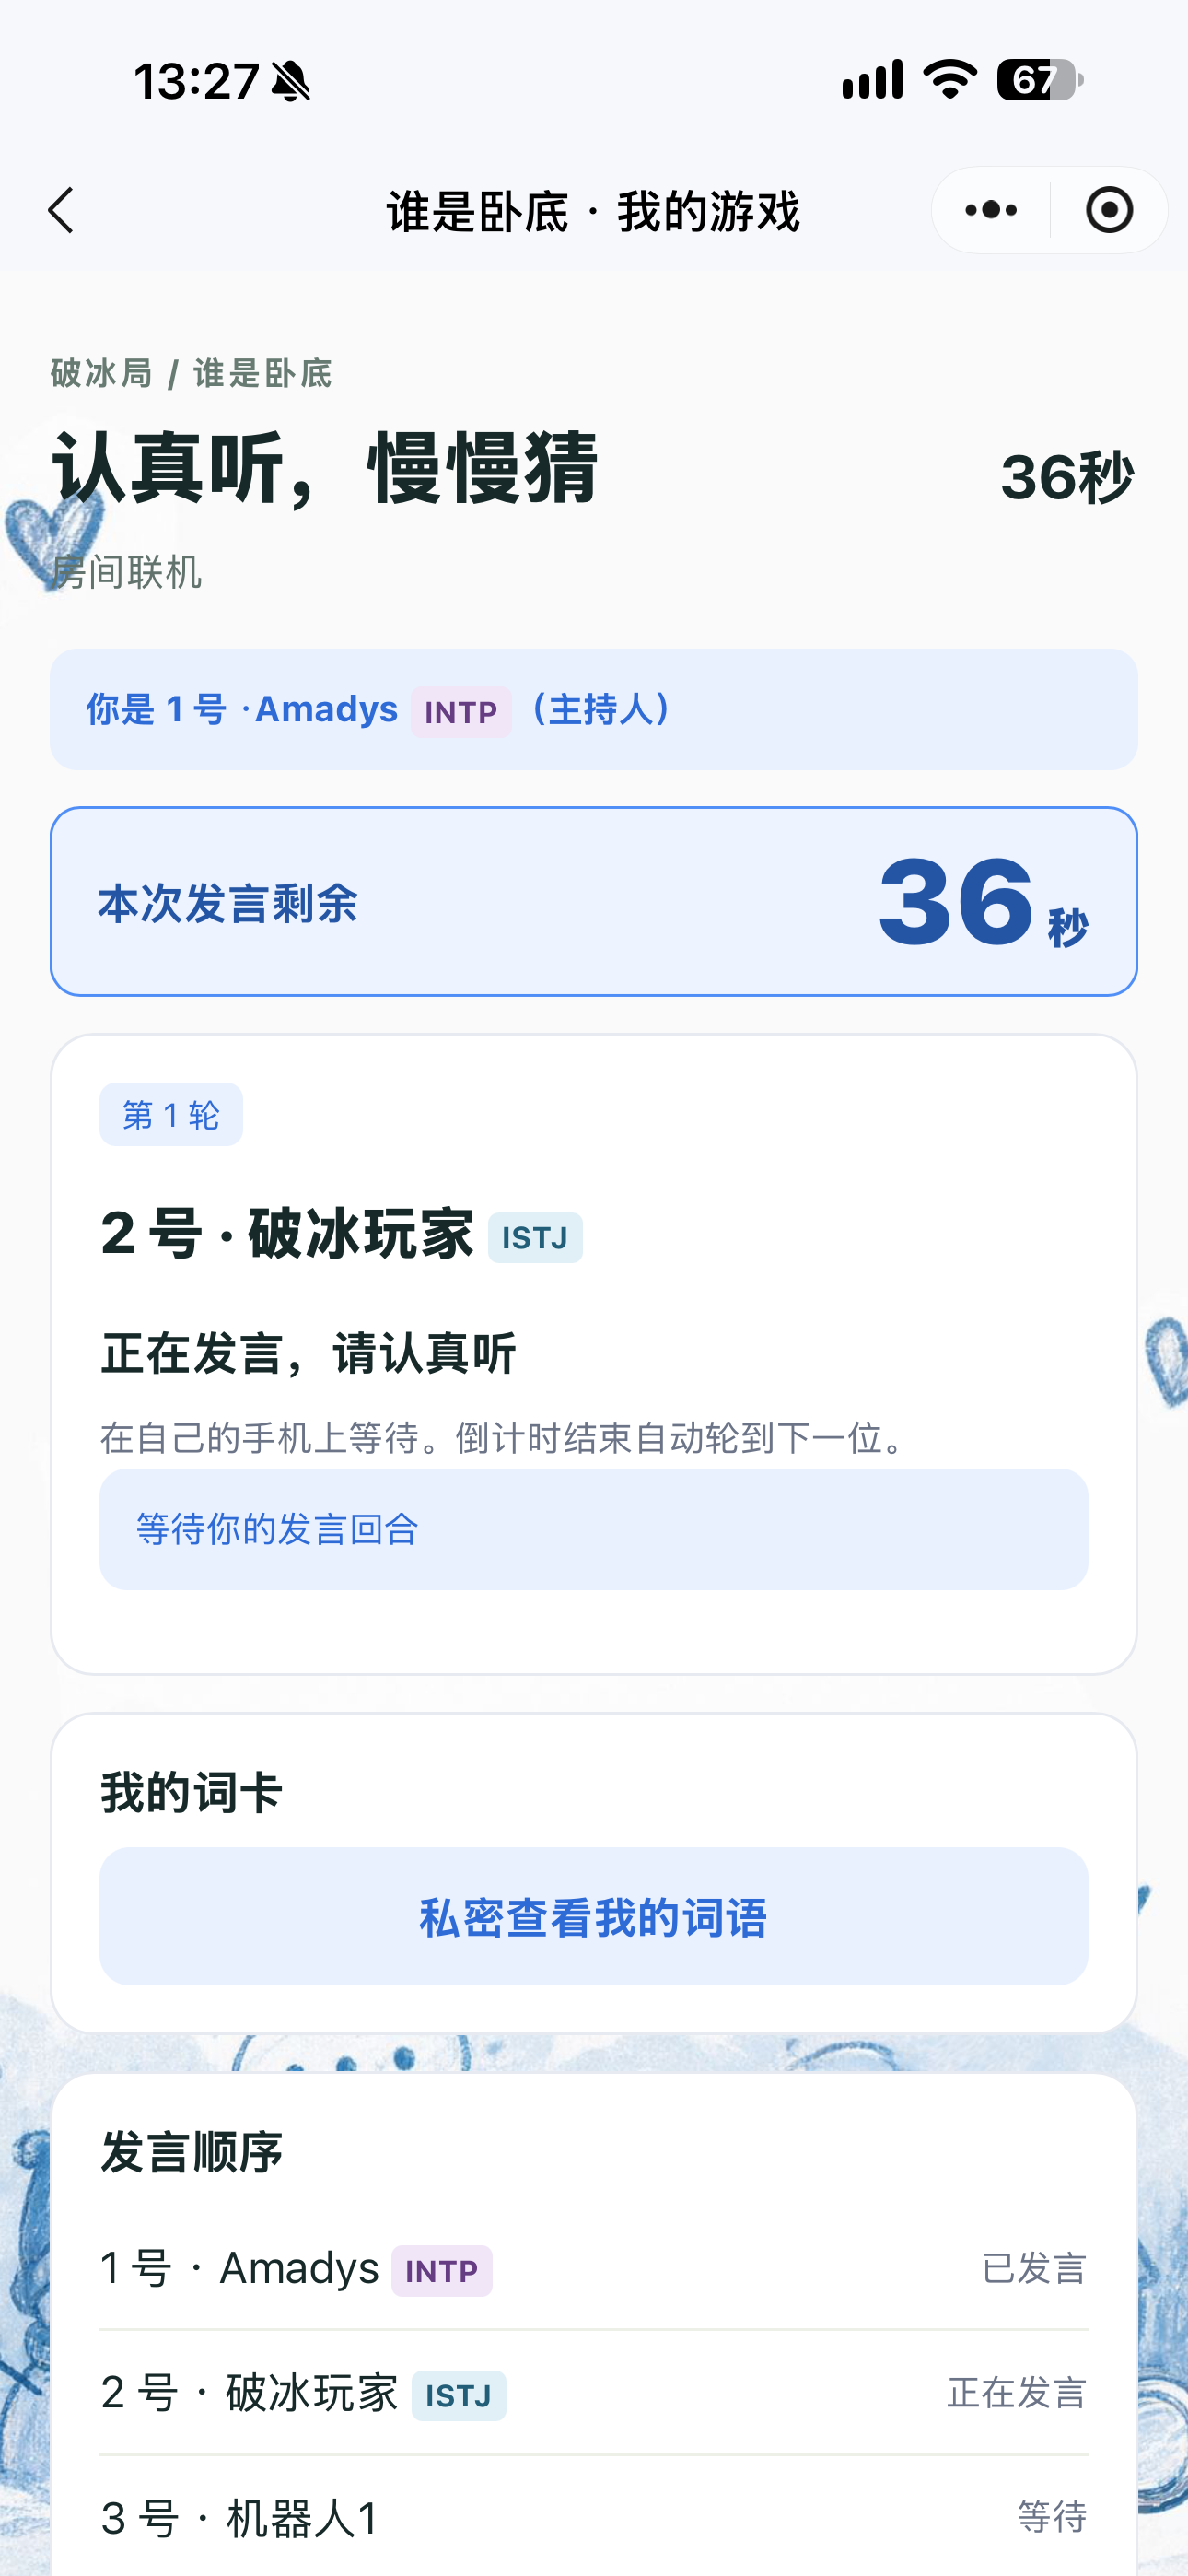 13:27
67
谁是卧底 · 我的游戏
破冰局 / 谁是卧底
认真听，慢慢猜
36秒
房间联机
你是 1 号 ·Amadys INTP （主持人）
本次发言剩余
36 秒
第 1 轮
2 号 · 破冰玩家 ISTJ
正在发言，请认真听
在自己的手机上等待。倒计时结束自动轮到下一位。
等待你的发言回合
我的词卡
私密查看我的词语
发言顺序
1 号 · Amadys INTP 已发言
2 号 · 破冰玩家 ISTJ 正在发言
3 号 · 机器人1 等待